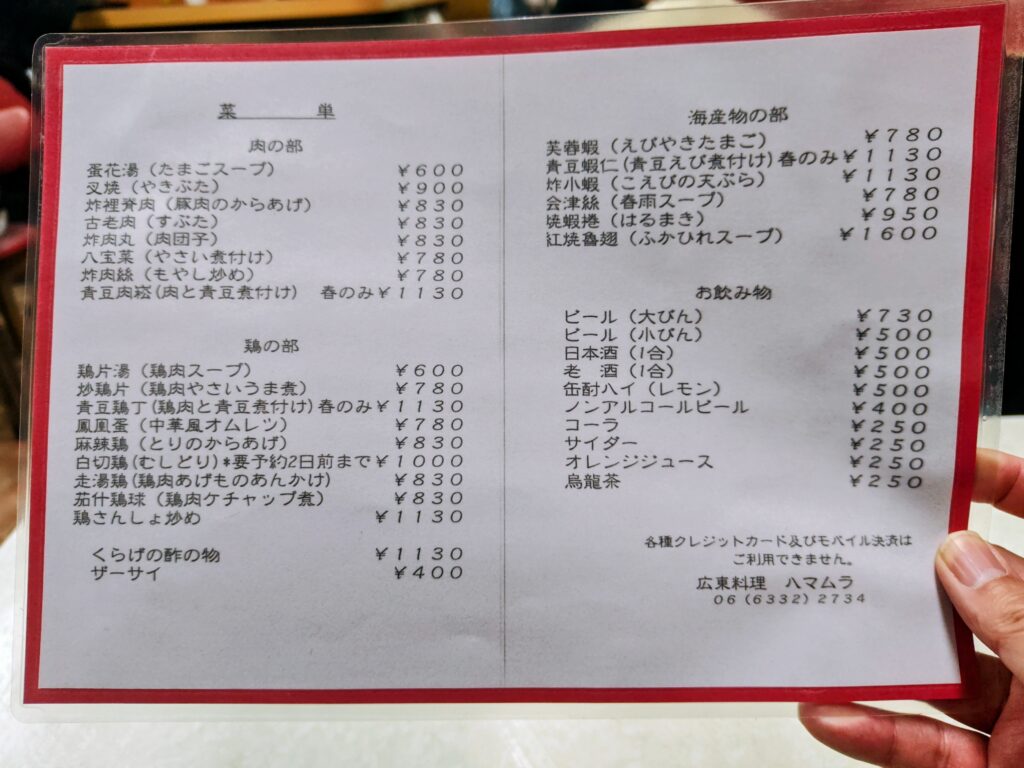 菜　　　単
肉の部
蛋花湯（たまごスープ） ￥６００
叉焼（やきぶた） ￥９００
炸裡脊肉（豚肉のからあげ） ￥８３０
古老肉（すぶた） ￥８３０
炸肉丸（肉団子） ￥８３０
八宝菜（やさい煮付け） ￥７８０
炸肉絲（もやし炒め） ￥７８０
青豆肉崧(肉と青豆煮付け)　春のみ￥１１３０
鶏の部
鶏片湯（鶏肉スープ） ￥６００
炒鶏片（鶏肉やさいうま煮） ￥７８０
青豆鶏丁(鶏肉と青豆煮付け)春のみ￥１１３０
鳳凰蛋（中華風オムレツ） ￥７８０
麻辣鶏（とりのからあげ） ￥８３０
白切鶏(むしどり)*要予約2日前まで￥１０００
走湯鶏(鶏肉あげものあんかけ) ￥８３０
茄什鶏球（鶏肉ケチャップ煮） ￥８３０
鶏さんしょ炒め ￥１１３０
くらげの酢の物 ￥１１３０
ザーサイ ￥４００
海産物の部
芙蓉蝦（えびやきたまご） ￥７８０
青豆蝦仁(青豆えび煮付け)春のみ￥１１３０
炸小蝦（こえびの天ぷら） ￥１１３０
会津絲（春雨スープ） ￥７８０
焼蝦捲（はるまき） ￥９５０
紅焼魯翅（ふかひれスープ） ￥１６００
お飲み物
ビール（大びん） ￥７３０
ビール（小びん） ￥５００
日本酒（1合） ￥５００
老　酒（1合） ￥５００
缶酎ハイ（レモン） ￥５００
ノンアルコールビール ￥４００
コーラ ￥２５０
サイダー ￥２５０
オレンジジュース ￥２５０
烏龍茶 ￥２５０
各種クレジットカード及びモバイル決済は
ご利用できません。
広東料理　ハマムラ
０６（６３３２）２７３４